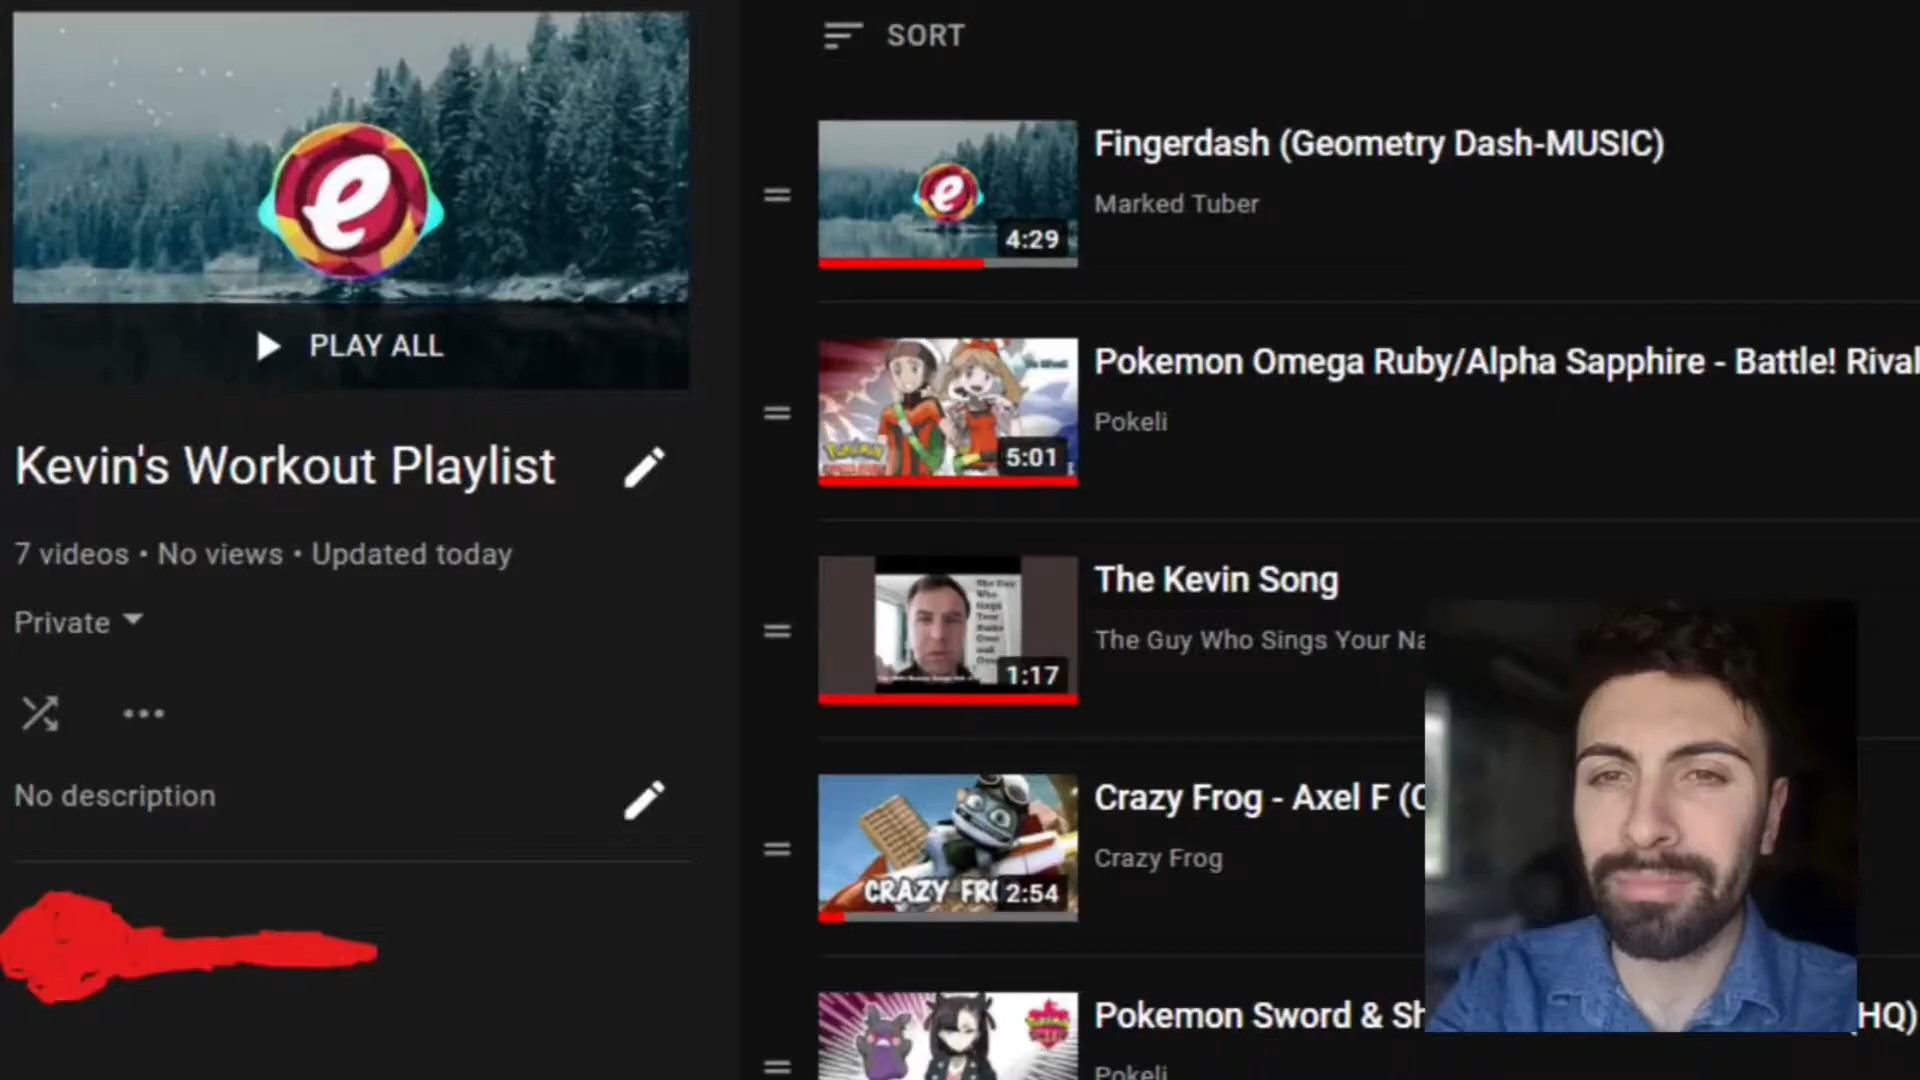 PLAY ALL
Kevin's Workout Playlist
7 videos • No views • Updated today
Private
No description
SORT
Fingerdash (Geometry Dash-MUSIC)
Marked Tuber
4:29
Pokemon Omega Ruby/Alpha Sapphire - Battle! Rival
Pokeli
5:01
The Kevin Song
The Guy Who Sings Your Na
1:17
Crazy Frog - Axel F (
Crazy Frog
CRAZY FR
2:54
Pokemon Sword & Sh
HQ)
Pokeli